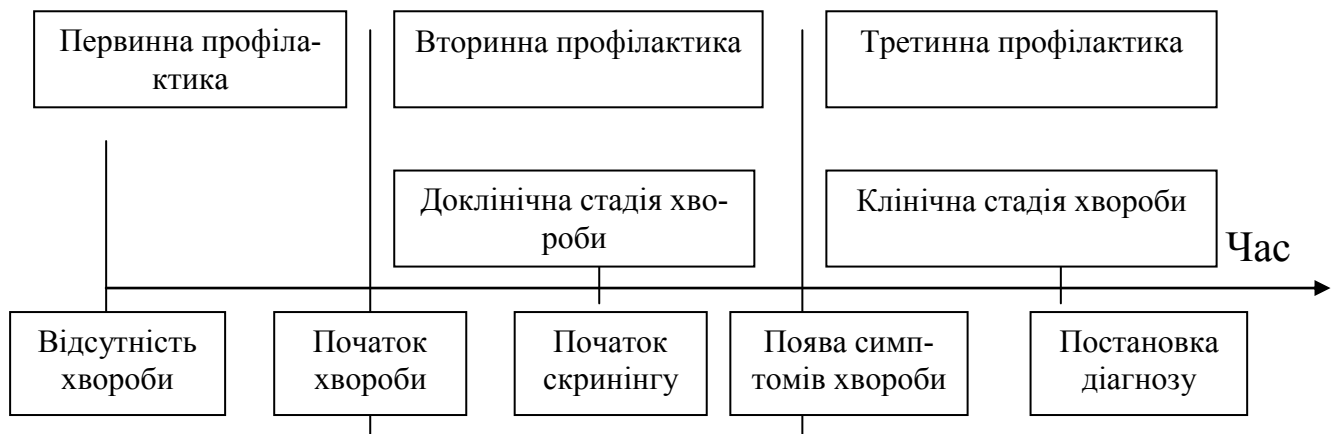 Первинна профіла-
ктика
Вторинна профілактика
Третинна профілактика
Доклінічна стадія хво-
роби
Клінічна стадія хвороби
Час
Відсутність
хвороби
Початок
хвороби
Початок
скринінгу
Поява симп-
томів хвороби
Постановка
діагнозу